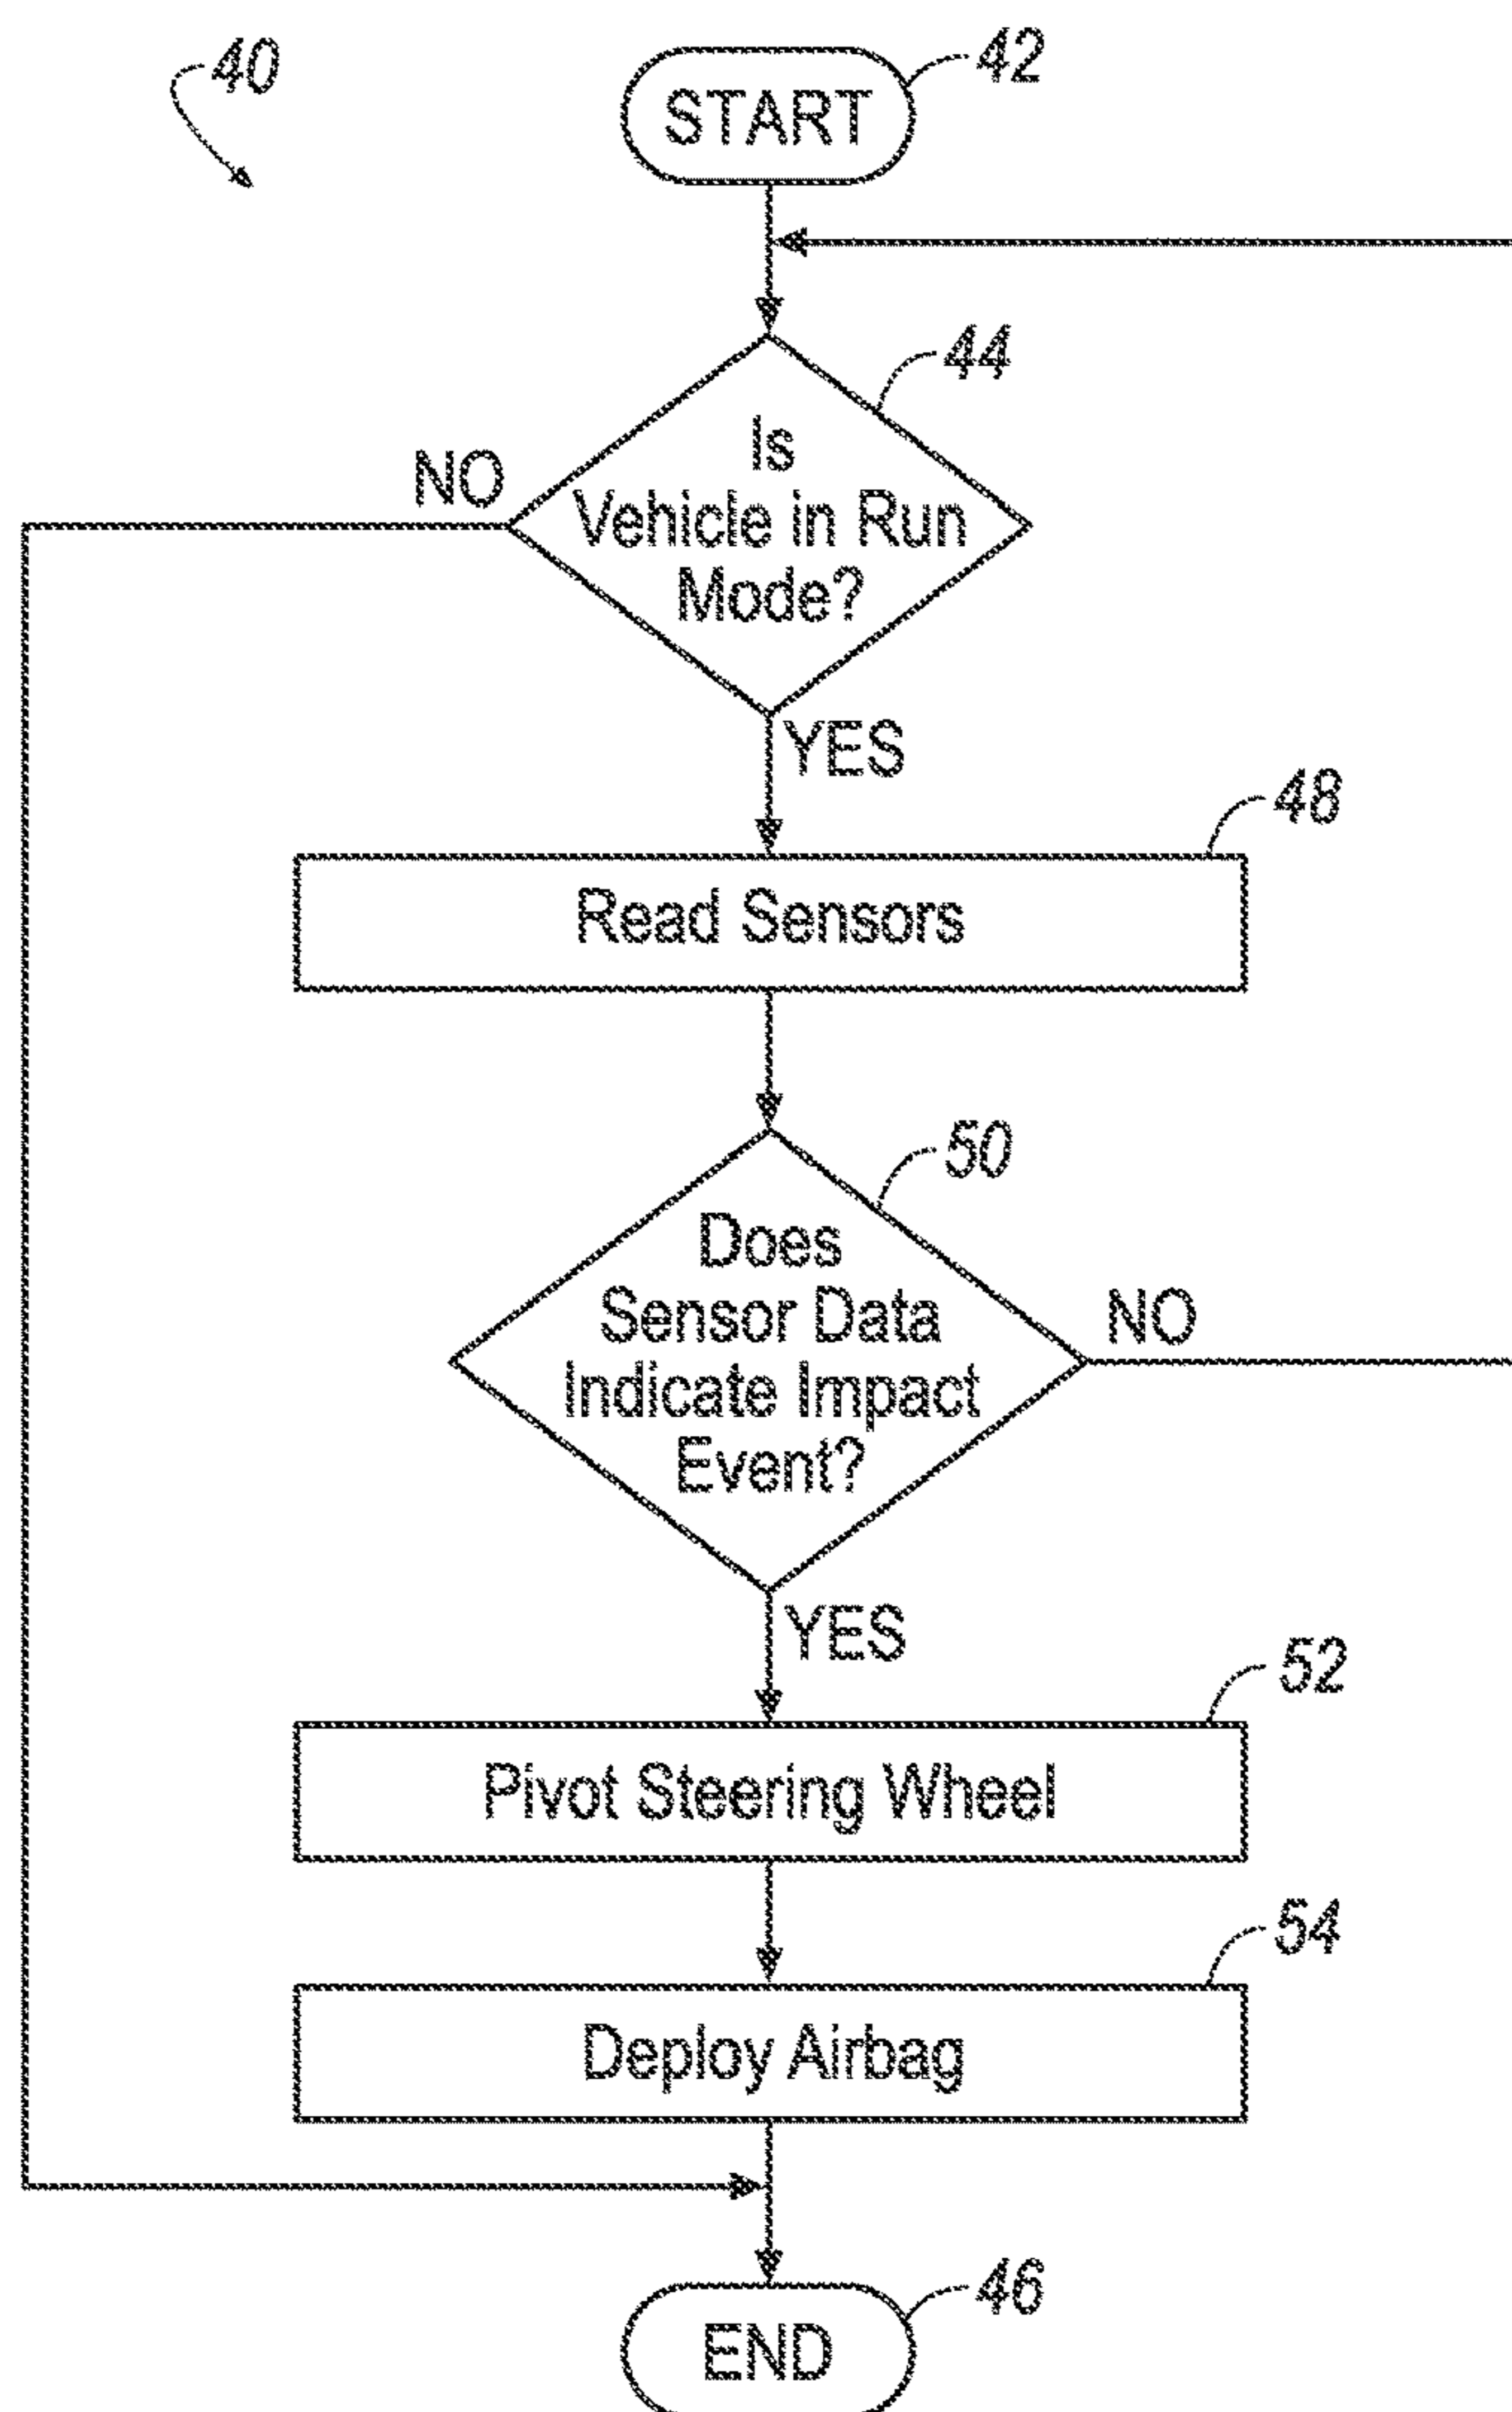 40
42
START
44
Is
Vehicle in Run
Mode?
NO
YES
48
Read Sensors
50
Does
Sensor Data
Indicate Impact
Event?
NO
YES
52
Pivot Steering Wheel
54
Deploy Airbag
46
END